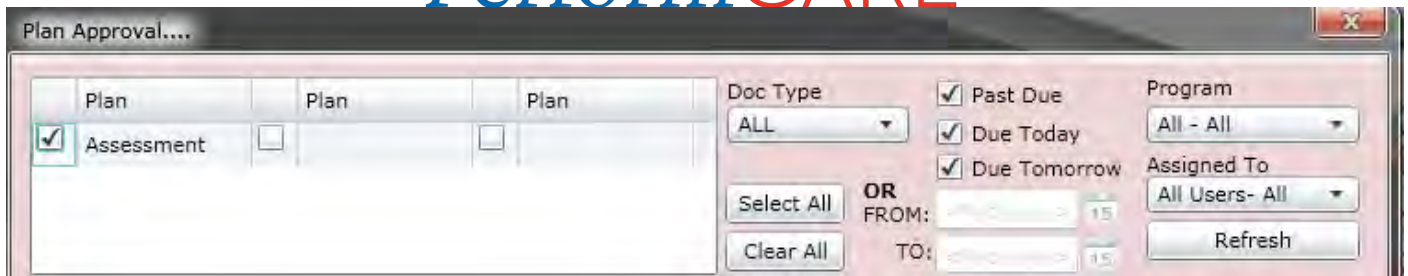 PerformCARE
Plan Approval....
Plan Plan Plan
Assessment
Doc Type
ALL
Select All
Clear All
Past Due
Due Today
Due Tomorrow
OR
FROM: 15
TO: 15
Program
All - All
Assigned To
All Users- All
Refresh